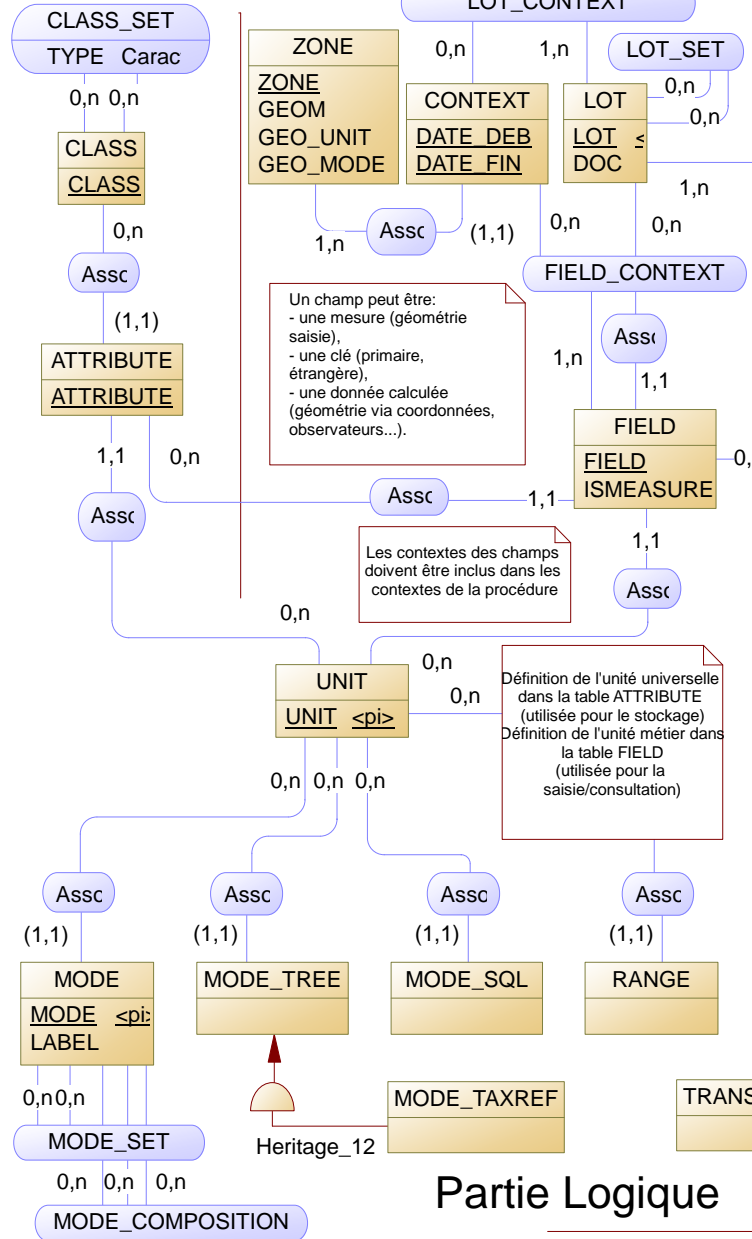 LOT_CONTEXT
CLASS_SET
TYPE Carac
0,n 0,n
CLASS
CLASS
0,n
Assc
(1,1)
ATTRIBUTE
ATTRIBUTE
1,1
0,n
Assc
ZONE
ZONE
GEOM
GEO_UNIT
GEO_MODE
0,n
1,n
CONTEXT
DATE_DEB
DATE_FIN
LOT_SET
LOT
LOT <
DOC
0,n
0,n
1,n
1,n
Assc
(1,1)
0,n
0,n
FIELD_CONTEXT
Un champ peut être:
- une mesure (géométrie
saisie),
- une clé (primaire,
étrangère),
- une donnée calculée
(géométrie via coordonnées,
observateurs...).
1,n
Assc
1,1
FIELD
FIELD
ISMEASURE
0,
Assc
1,1
1,1
Les contextes des champs
doivent être inclus dans les
contextes de la procédure
Assc
0,n
0,n
UNIT
UNIT <pi>
0,n
Définition de l'unité universelle
dans la table ATTRIBUTE
(utilisée pour le stockage)
Définition de l'unité métier dans
la table FIELD
(utilisée pour la
saisie/consultation)
0,n 0,n 0,n
Assc
Assc
Assc
Assc
(1,1)
(1,1)
(1,1)
(1,1)
MODE
MODE <pi>
LABEL
MODE_TREE
MODE_SQL
RANGE
0,n 0,n
MODE_SET
0,n 0,n 0,n
MODE_COMPOSITION
Heritage_12
MODE_TAXREF
TRANS
Partie Logique